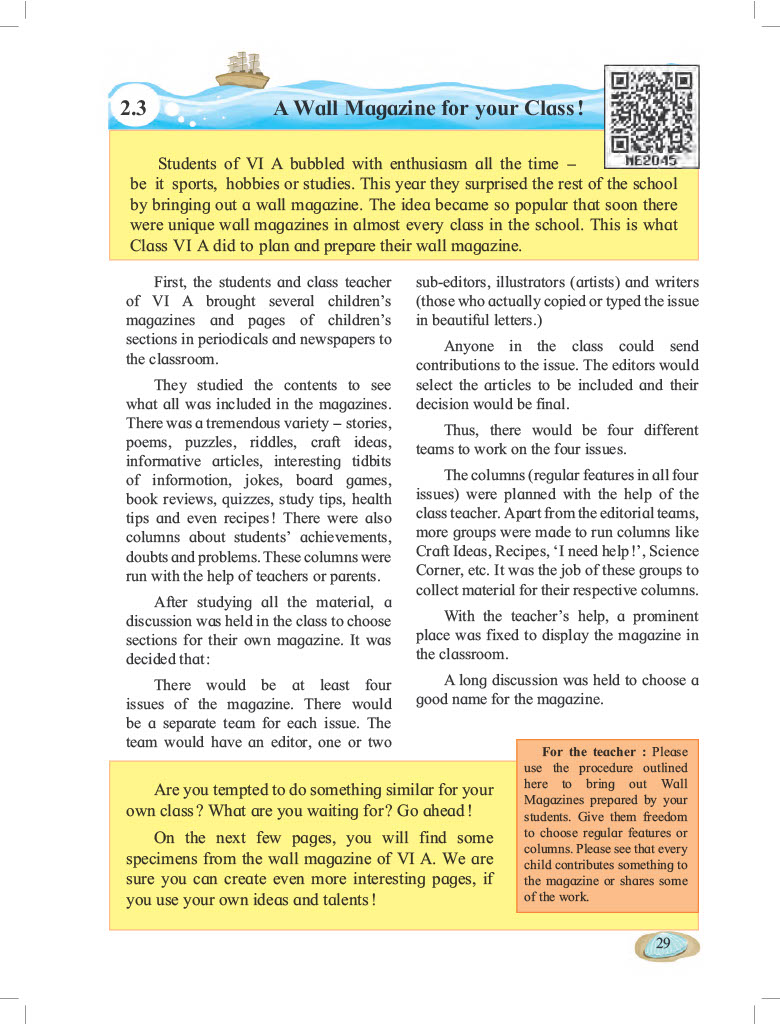 2.3
A Wall Magazine for your Class!
NE2045
Students of VI A bubbled with enthusiasm all the time –
be it sports, hobbies or studies. This year they surprised the rest of the school
by bringing out a wall magazine. The idea became so popular that soon there
were unique wall magazines in almost every class in the school. This is what
Class VI A did to plan and prepare their wall magazine.
First, the students and class teacher
of VI A brought several children's
magazines and pages of children's
sections in periodicals and newspapers to
the classroom.
They studied the contents to see
what all was included in the magazines.
There was a tremendous variety – stories,
poems, puzzles, riddles, craft ideas,
informative articles, interesting tidbits
of informotion, jokes, board games,
book reviews, quizzes, study tips, health
tips and even recipes! There were also
columns about students' achievements,
doubts and problems. These columns were
run with the help of teachers or parents.
After studying all the material, a
discussion was held in the class to choose
sections for their own magazine. It was
decided that:
There would be at least four
issues of the magazine. There would
be a separate team for each issue. The
team would have an editor, one or two
sub-editors, illustrators (artists) and writers
(those who actually copied or typed the issue
in beautiful letters.)
Anyone in the class could send
contributions to the issue. The editors would
select the articles to be included and their
decision would be final.
Thus, there would be four different
teams to work on the four issues.
The columns (regular features in all four
issues) were planned with the help of the
class teacher. Apart from the editorial teams,
more groups were made to run columns like
Craft Ideas, Recipes, 'I need help!', Science
Corner, etc. It was the job of these groups to
collect material for their respective columns.
With the teacher's help, a prominent
place was fixed to display the magazine in
the classroom.
A long discussion was held to choose a
good name for the magazine.
Are you tempted to do something similar for your
own class? What are you waiting for? Go ahead!
On the next few pages, you will find some
specimens from the wall magazine of VI A. We are
sure you can create even more interesting pages, if
you use your own ideas and talents!
For the teacher : Please
use the procedure outlined
here to bring out Wall
Magazines prepared by your
students. Give them freedom
to choose regular features or
columns. Please see that every
child contributes something to
the magazine or shares some
of the work.
29